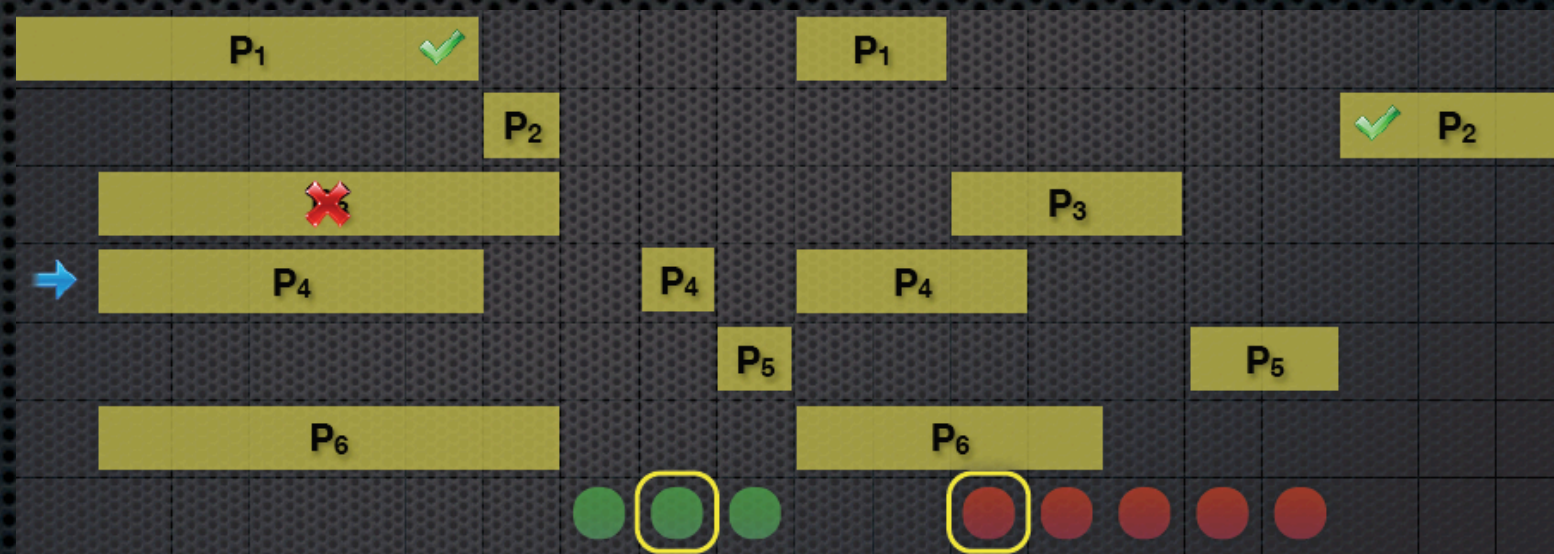 P₁ P₁
P₂ P₂
P₃
P₄ P₄ P₄
P₅ P₅
P₆ P₆